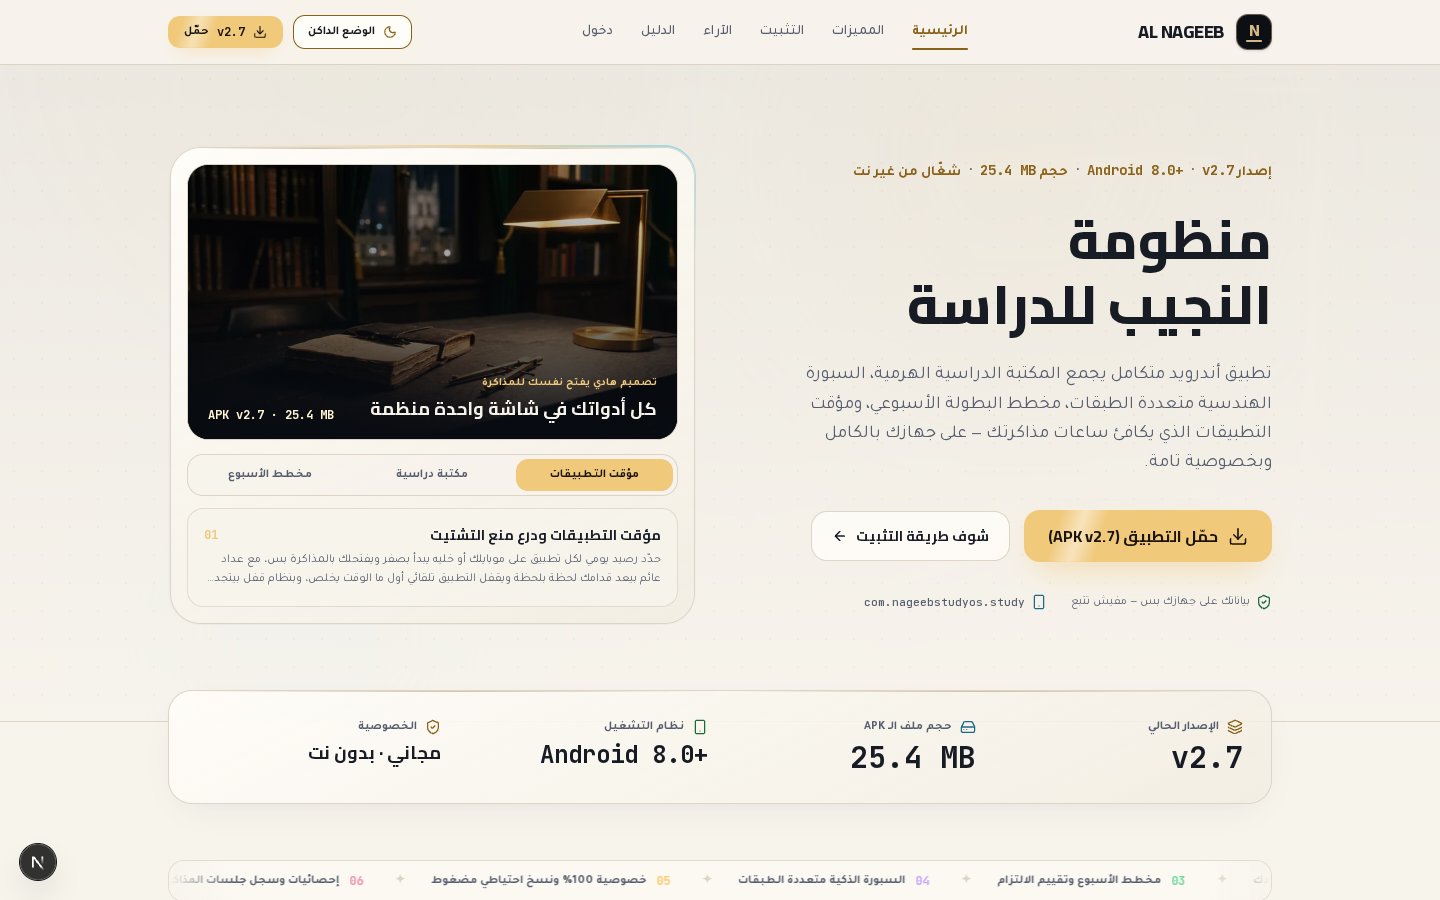 N AL NAGEEB
الرئيسية المميزات التثبيت الآراء الدليل دخول
الوضع الداكن
حمّل v2.7
إصدار v2.7 · Android 8.0+ · حجم 25.4 MB · شغّال من غير نت
منظومة
النجيب للدراسة
تطبيق أندرويد متكامل يجمع المكتبة الدراسية الهرمية، السبورة
الهندسية متعددة الطبقات، مخطط البطولة الأسبوعي، ومؤقت
التطبيقات الذي يكافئ ساعات مذاكرتك – على جهازك بالكامل
وبخصوصية تامة.
حمّل التطبيق (APK v2.7)
شوف طريقة التثبيت
بياناتك على جهازك بس – مفيش تتبع
com.nageebstudyos.study
تصميم هادي يفتح نفسك للمذاكرة
كل أدواتك في شاشة واحدة منظمة
APK v2.7 · 25.4 MB
مؤقت التطبيقات مكتبة دراسية مخطط الأسبوع
مؤقت التطبيقات ودرع منع التشتيت 01
حدّد رصيد يومي لكل تطبيق على موبايلك أو خليه يبدأ بصفر ويفتحلك بالمذاكرة بس، مع عداد
عائم بيعد قدامك لحظة بلحظة ويقفل التطبيق تلقائي أول ما الوقت يخلص، وبنظام قفل بيتجد...
الإصدار الحالي
v2.7
حجم ملف الـ APK
25.4 MB
نظام التشغيل
Android 8.0+
الخصوصية
مجاني · بدون نت
03 مخطط الأسبوع وتقييم الالتزام
04 السبورة الذكية متعددة الطبقات
05 خصوصية 100% ونسخ احتياطي مضغوط
06 إحصائيات وسجل جلسات
N